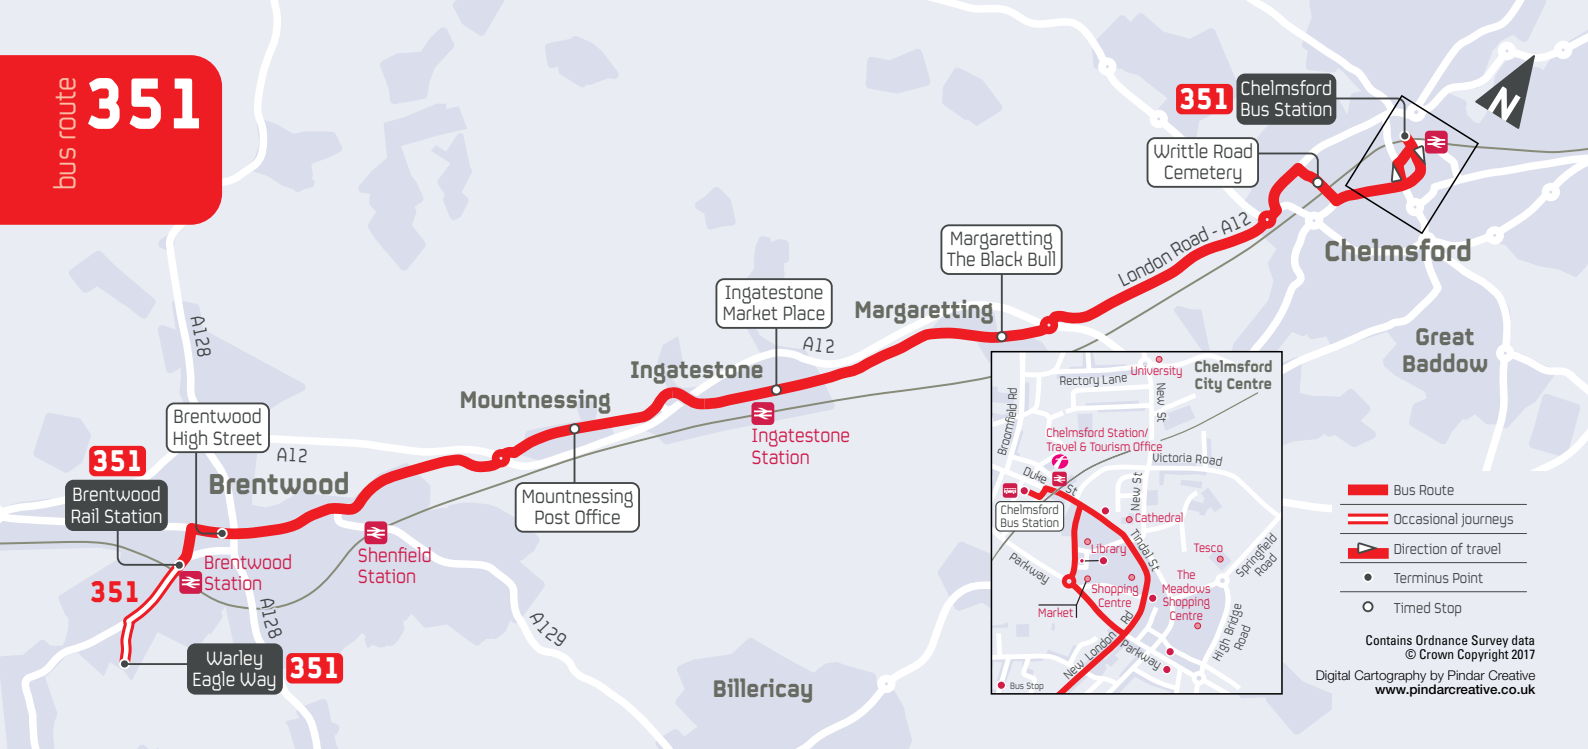 bus route
351
351
Chelmsford
Bus Station
N
Writtle Road
Cemetery
London Road - A12
Chelmsford
Margaretting
The Black Bull
Margaretting
Ingatestone
Market Place
A12
Ingatestone
Ingatestone
Station
Mountnessing
Mountnessing
Post Office
A128
Brentwood
High Street
A12
Brentwood
351
Brentwood
Rail Station
Brentwood
Station
Shenfield
Station
351
A128
A129
Warley
Eagle Way
351
Billericay
Great
Baddow
Chelmsford
City Centre
University
Rectory Lane
New St
Broomfield Rd
Chelmsford Station/
Travel & Tourism Office
Victoria Road
Duke St
New St
Chelmsford
Bus Station
Cathedral
Tindal St
Library
Tesco
Springfield
Road
Parkway
Shopping
Centre
The
Meadows
Shopping
Centre
Market
High Bridge
Road
New London Rd
Parkway
Bus Stop
Bus Route
Occasional journeys
Direction of travel
Terminus Point
Timed Stop
Contains Ordnance Survey data
© Crown Copyright 2017
Digital Cartography by Pindar Creative
www.pindarcreative.co.uk